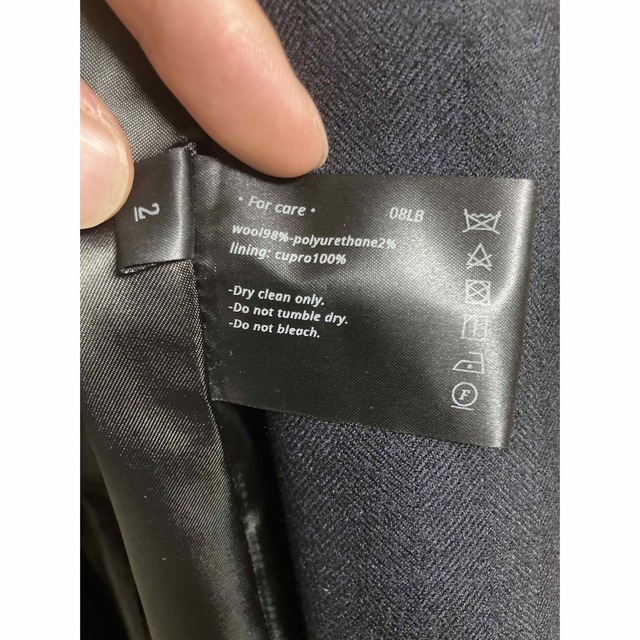 2
• For care •
08LB
wool98%-polyurethane2%
lining: cupro100%
-Dry clean only.
-Do not tumble dry.
-Do not bleach.
F